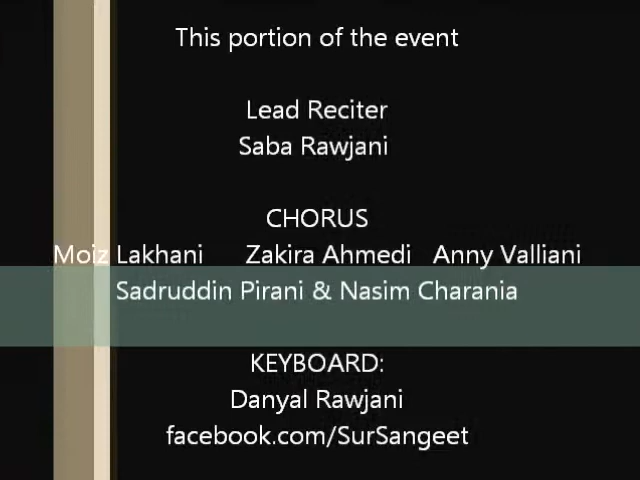 This portion of the event
Lead Reciter
Saba Rawjani
CHORUS
Moiz Lakhani Zakira Ahmedi Anny Valliani
Sadruddin Pirani & Nasim Charania
KEYBOARD:
Danyal Rawjani
facebook.com/SurSangeet